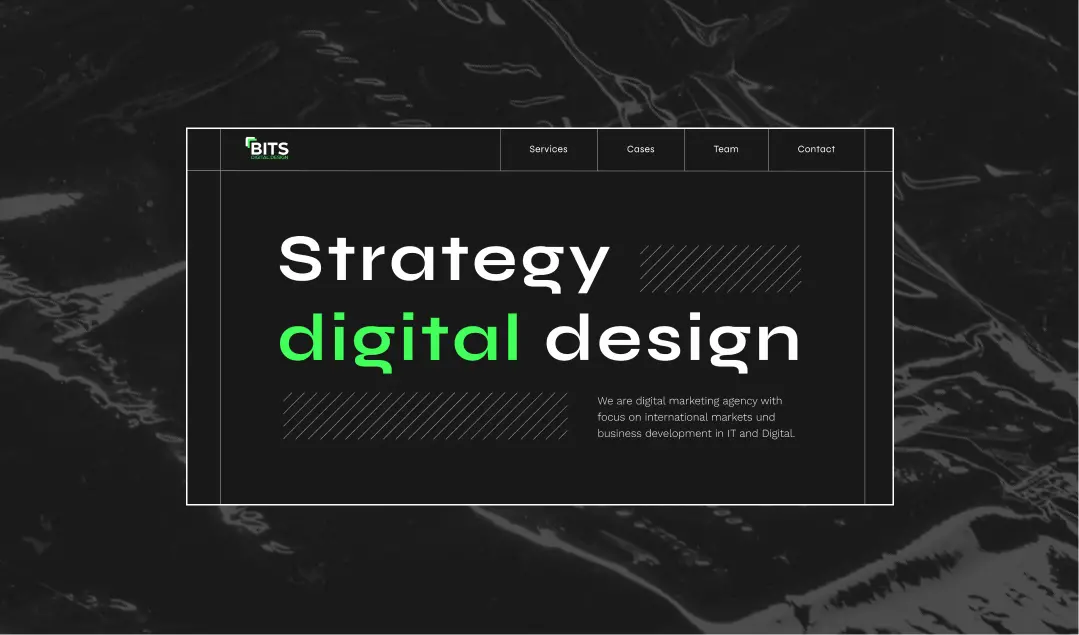 BITS
DIGITAL DESIGN
Services
Cases
Team
Contact
Strategy
digital design
We are digital marketing agency with
focus on international markets und
business development in IT and Digital.